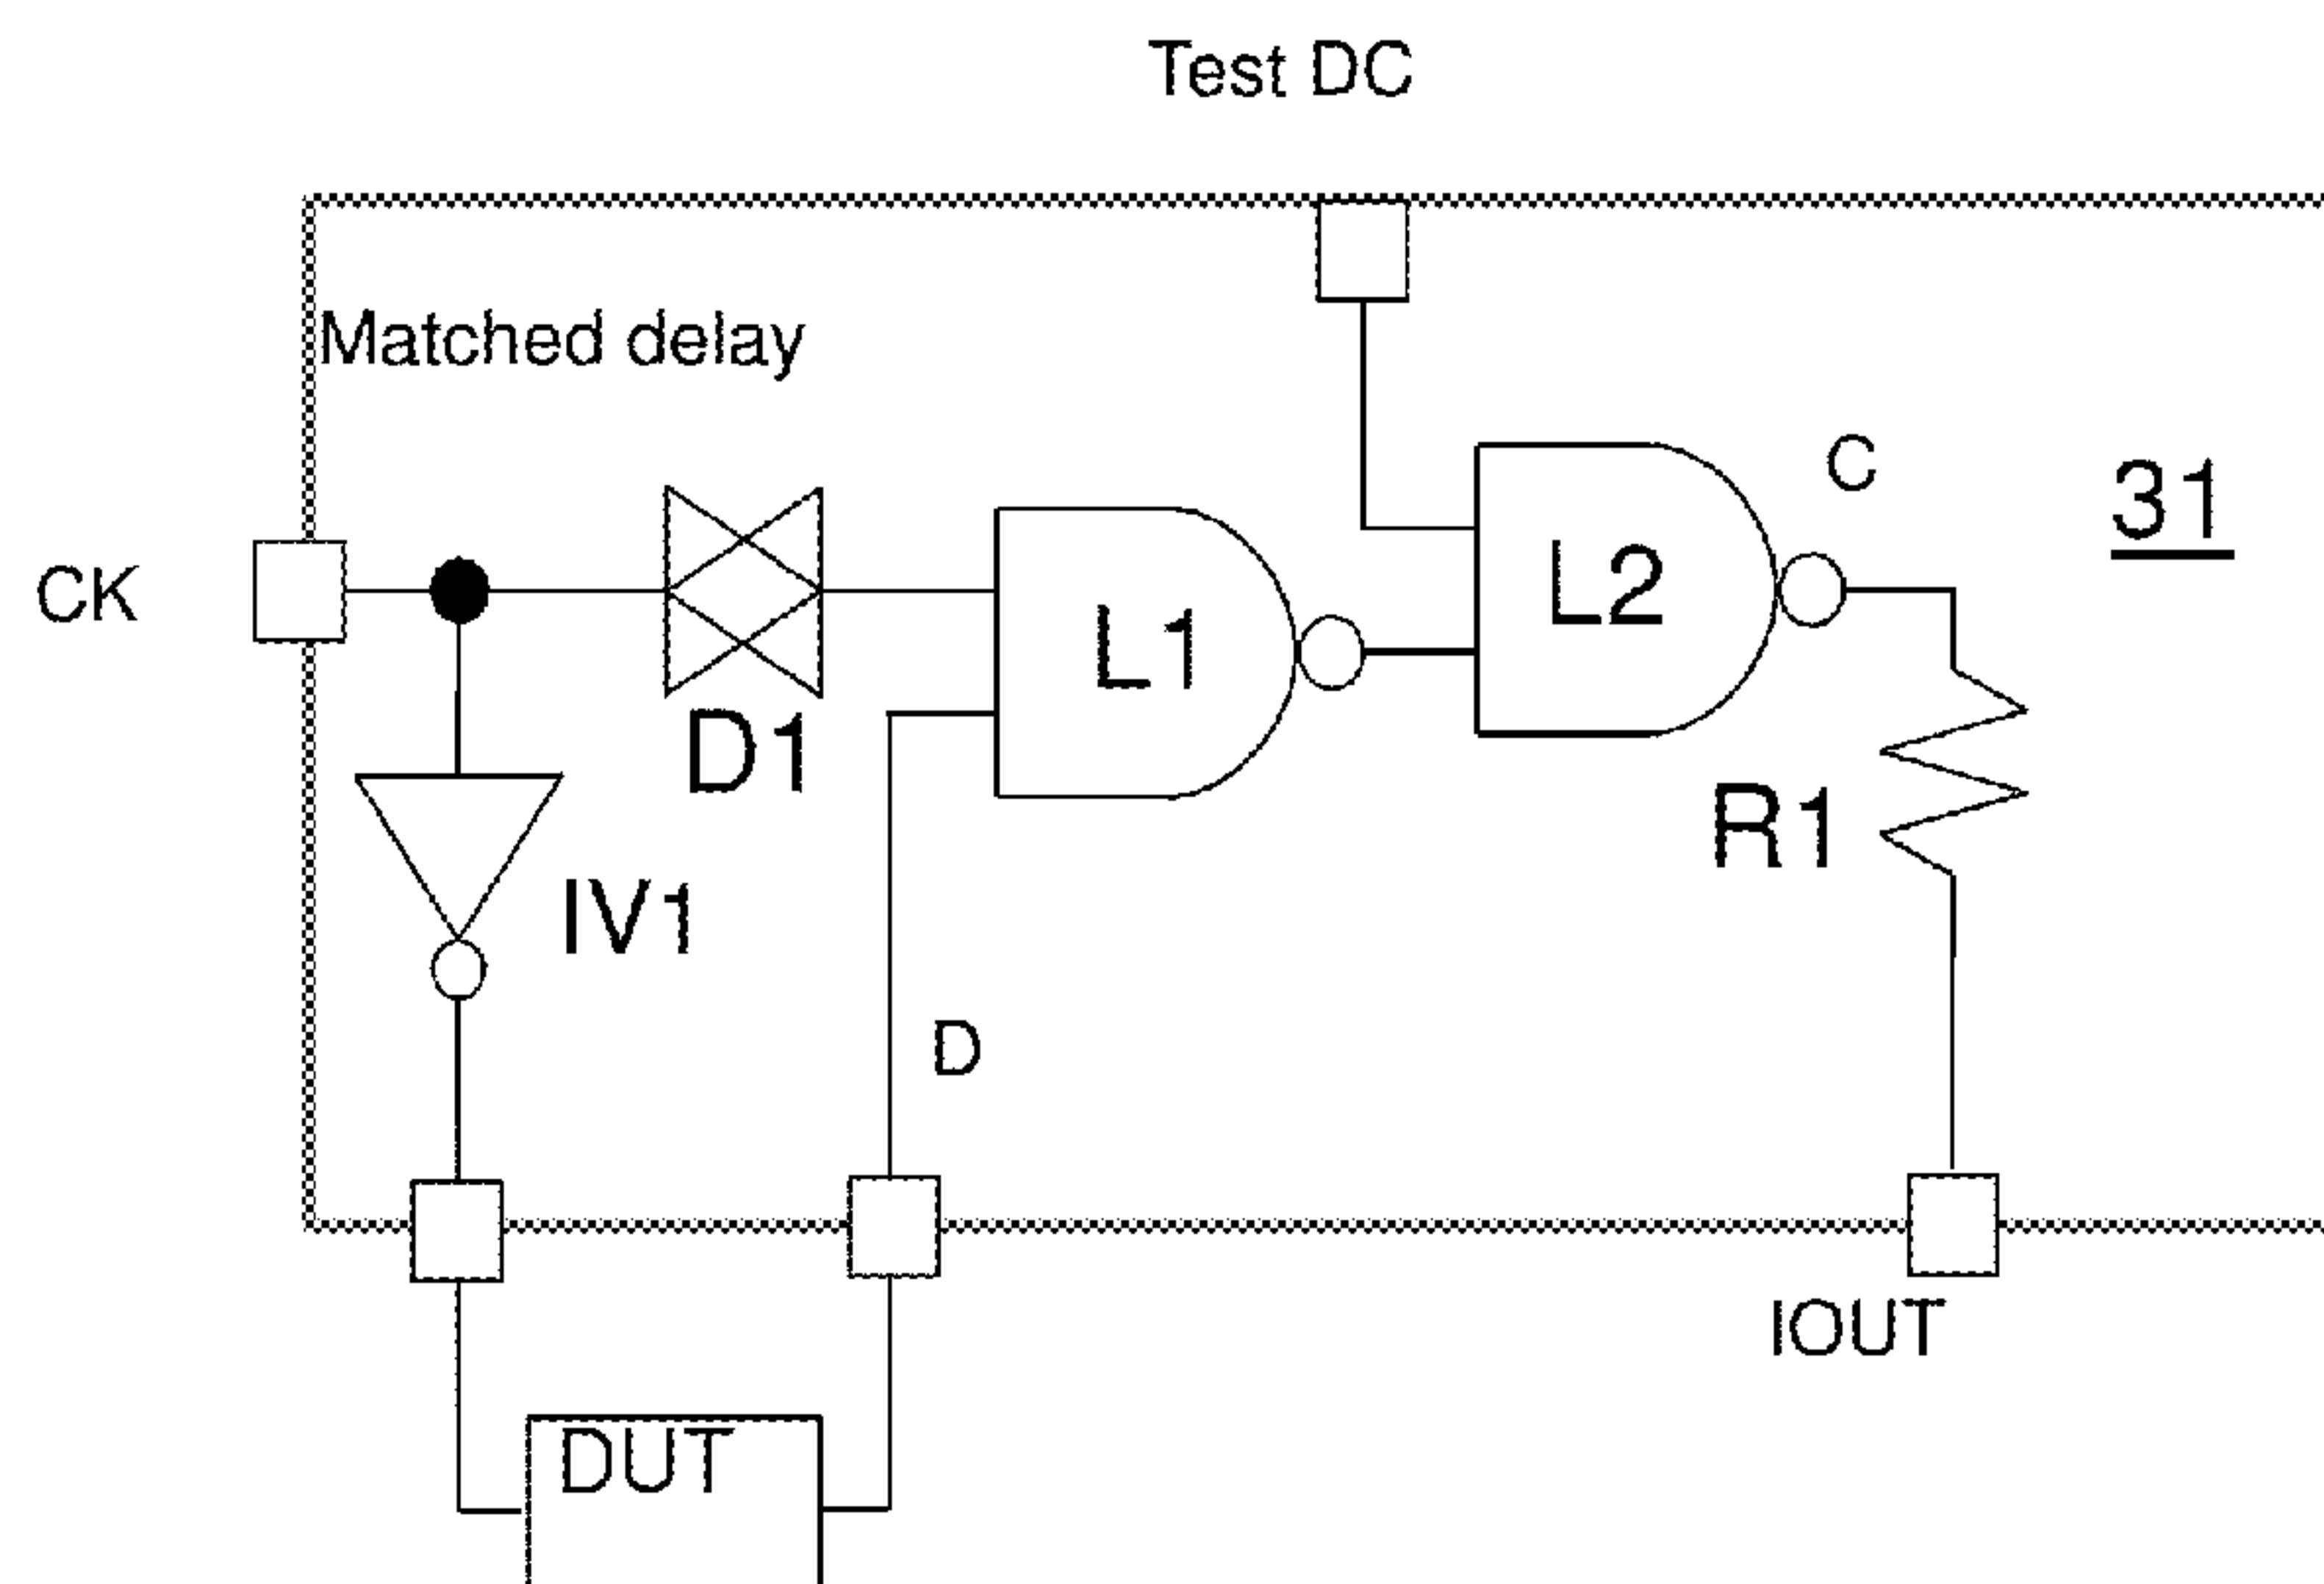 Test DC
Matched delay
C
31
CK
L2
L1
D1
R1
IV1
D
IOUT
DUT